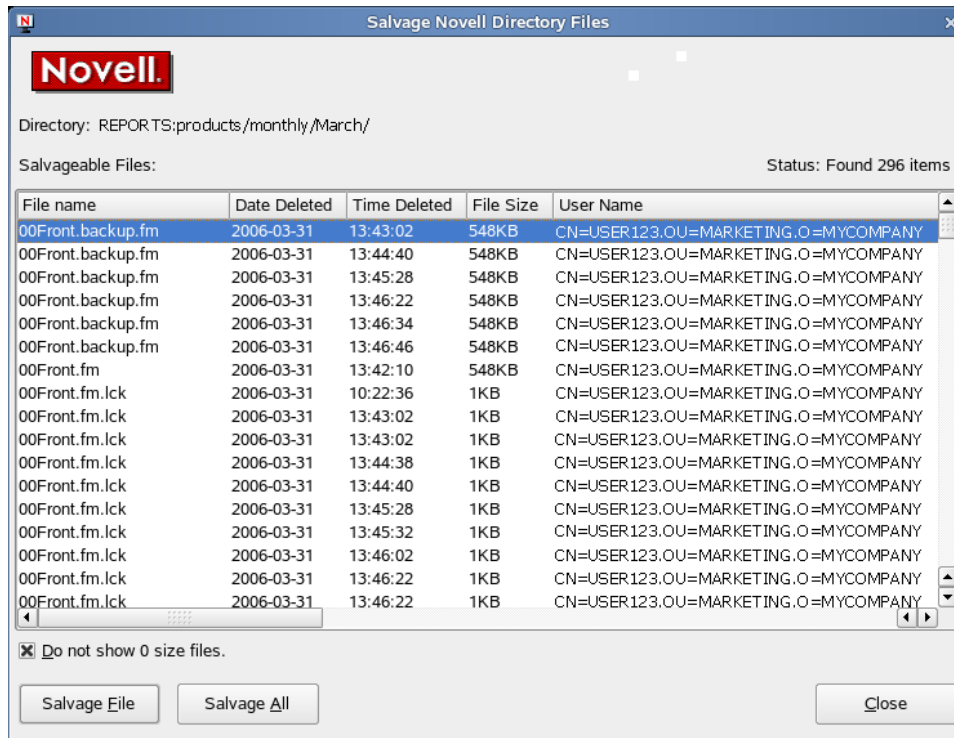 Salvage Novell Directory Files
Novell.
Directory: REPORTS:products/monthly/March/
Salvageable Files: Status: Found 296 items
File name Date Deleted Time Deleted File Size User Name
00Front.backup.fm 2006-03-31 13:43:02 548KB CN=USER123.OU=MARKETING.O=MYCOMPANY
00Front.backup.fm 2006-03-31 13:44:40 548KB CN=USER123.OU=MARKETING.O=MYCOMPANY
00Front.backup.fm 2006-03-31 13:45:28 548KB CN=USER123.OU=MARKETING.O=MYCOMPANY
00Front.backup.fm 2006-03-31 13:46:22 548KB CN=USER123.OU=MARKETING.O=MYCOMPANY
00Front.backup.fm 2006-03-31 13:46:34 548KB CN=USER123.OU=MARKETING.O=MYCOMPANY
00Front.backup.fm 2006-03-31 13:46:46 548KB CN=USER123.OU=MARKETING.O=MYCOMPANY
00Front.fm 2006-03-31 13:42:10 548KB CN=USER123.OU=MARKETING.O=MYCOMPANY
00Front.fm.lck 2006-03-31 10:22:36 1KB CN=USER123.OU=MARKETING.O=MYCOMPANY
00Front.fm.lck 2006-03-31 13:43:02 1KB CN=USER123.OU=MARKETING.O=MYCOMPANY
00Front.fm.lck 2006-03-31 13:43:02 1KB CN=USER123.OU=MARKETING.O=MYCOMPANY
00Front.fm.lck 2006-03-31 13:44:38 1KB CN=USER123.OU=MARKETING.O=MYCOMPANY
00Front.fm.lck 2006-03-31 13:44:40 1KB CN=USER123.OU=MARKETING.O=MYCOMPANY
00Front.fm.lck 2006-03-31 13:45:28 1KB CN=USER123.OU=MARKETING.O=MYCOMPANY
00Front.fm.lck 2006-03-31 13:45:32 1KB CN=USER123.OU=MARKETING.O=MYCOMPANY
00Front.fm.lck 2006-03-31 13:46:02 1KB CN=USER123.OU=MARKETING.O=MYCOMPANY
00Front.fm.lck 2006-03-31 13:46:22 1KB CN=USER123.OU=MARKETING.O=MYCOMPANY
00Front.fm.lck 2006-03-31 13:46:22 1KB CN=USER123.OU=MARKETING.O=MYCOMPANY
Do not show 0 size files.
Salvage File Salvage All Close